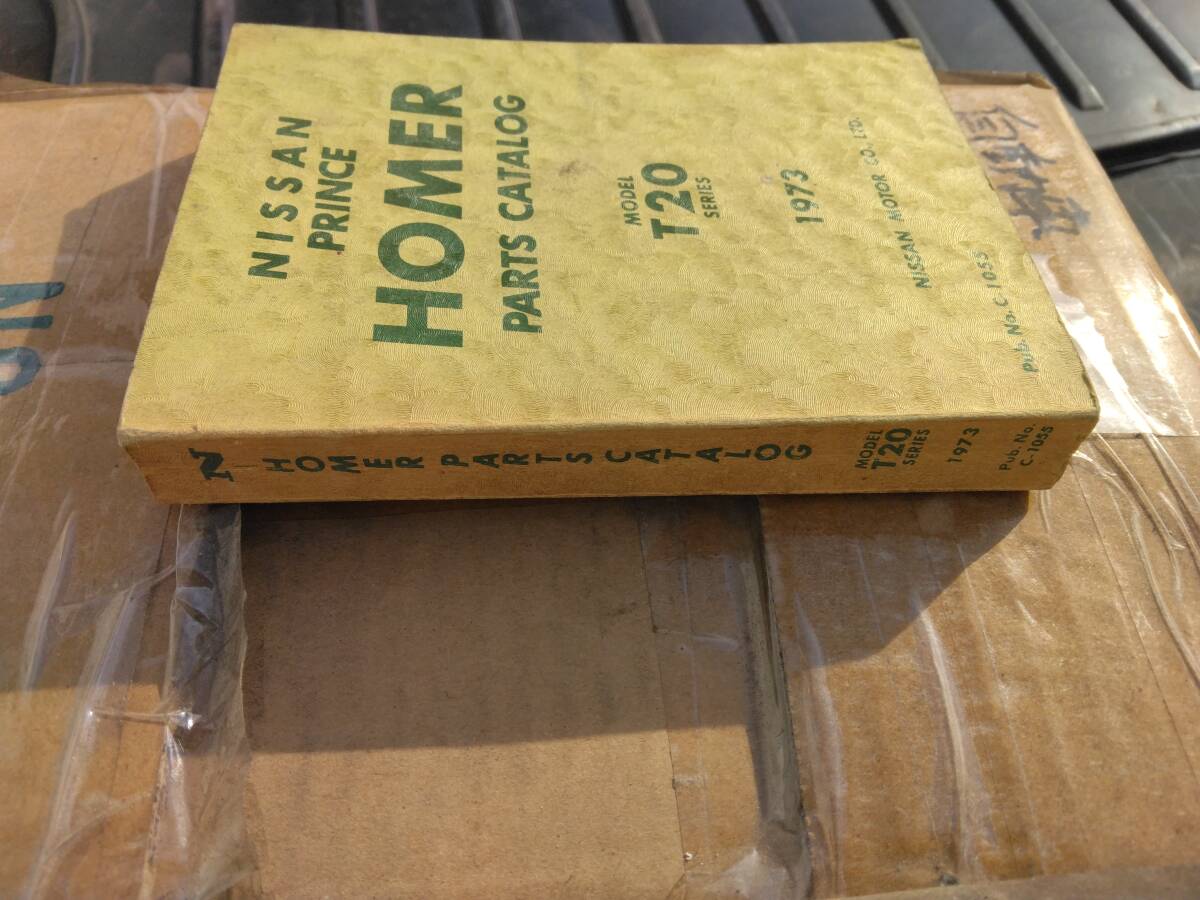 NISSAN
PRINCE
HOMER
PARTS CATALOG
MODEL
T20
SERIES
1973
NISSAN MOTOR CO., LTD.
Pub. No. C-1055
N
HOMER PARTS CATALOG
MODEL
T20
SERIES
1973
Pub. No.
C-1055